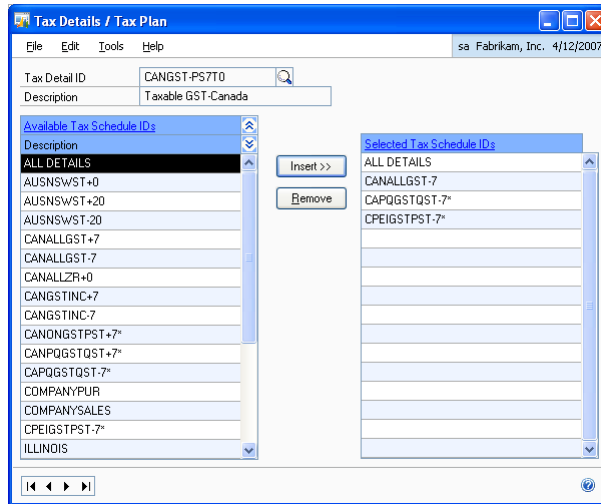 Tax Details / Tax Plan
File Edit Tools Help
sa Fabrikam, Inc. 4/12/2007
Tax Detail ID CANGST-PS7T0
Description Taxable GST-Canada
Available Tax Schedule IDs
Description
ALL DETAILS
AUSNSWST+0
AUSNSWST+20
AUSNSWST-20
CANALLGST+7
CANALLGST-7
CANALLZR+0
CANGSTINC+7
CANGSTINC-7
CANONGSTPST+7*
CANPQGSTQST+7*
CAPQGSTQST-7*
COMPANYPUR
COMPANYSALES
CPEIGSTPST-7*
ILLINOIS
Insert >>
Remove
Selected Tax Schedule IDs
ALL DETAILS
CANALLGST-7
CAPQGSTQST-7*
CPEIGSTPST-7*